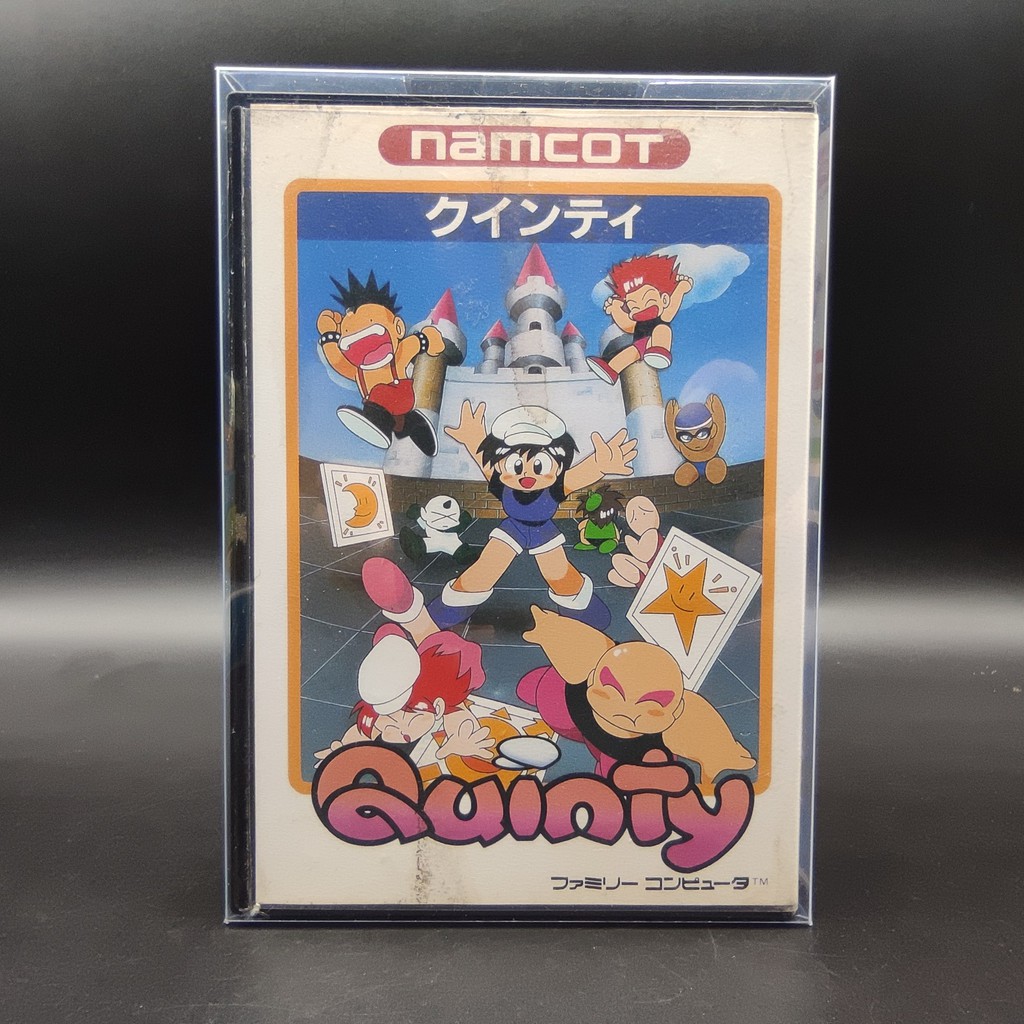 namcot
クインティ
Quinty
ファミリー コンピュータ™